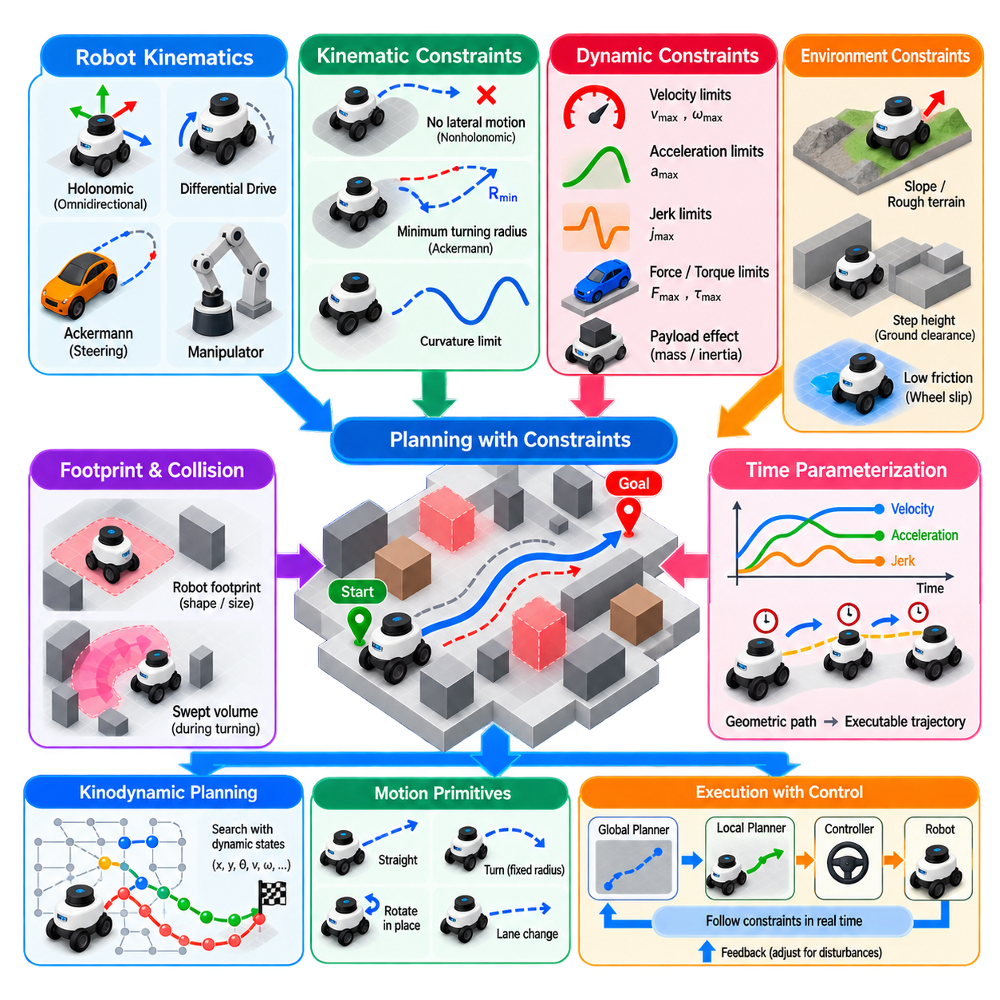 Robot Kinematics
Holonomic
(Omnidirectional)
Differential Drive
Ackermann
(Steering)
Manipulator
Kinematic Constraints
No lateral motion
(Nonholonomic)
Rmin
Minimum turning radius
(Ackermann)
Curvature limit
Dynamic Constraints
Velocity limits
vmax , ωmax
Acceleration limits
amax
Jerk limits
jmax
Force / Torque limits
Fmax , τmax
Payload effect
(mass / inertia)
Environment Constraints
Slope /
Rough terrain
Step height
(Ground clearance)
Low friction
(Wheel slip)
Planning with Constraints
Start
Goal
Footprint & Collision
Robot footprint
(shape / size)
Swept volume
(during turning)
Time Parameterization
Velocity
Acceleration
Jerk
Time
Geometric path → Executable trajectory
Kinodynamic Planning
Search with
dynamic states
(x, y, θ, v, ω, ...)
Motion Primitives
Straight
Turn (fixed radius)
Rotate
in place
Lane change
Execution with Control
Global Planner
Local Planner
Controller
Robot
Follow constraints in real time
Feedback (adjust for disturbances)